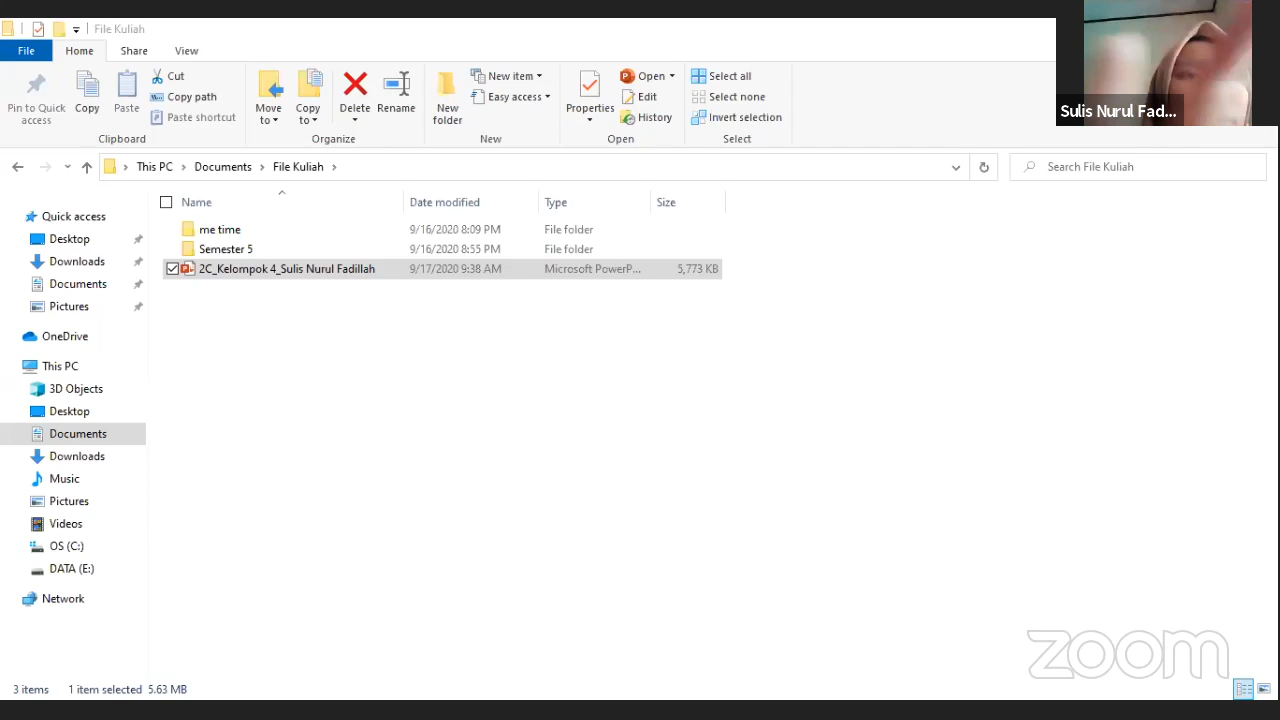 File Kuliah
File Home Share View
Pin to Quick access
Copy
Paste
Cut
Copy path
Paste shortcut
Clipboard
Move to
Copy to
Delete
Rename
Organize
New folder
New item
Easy access
New
Properties
Open
Edit
History
Open
Select all
Select none
Invert selection
Select
Sulis Nurul Fad...
This PC Documents File Kuliah
Search File Kuliah
Name Date modified Type Size
me time 9/16/2020 8:09 PM File folder
Semester 5 9/16/2020 8:55 PM File folder
2C_Kelompok 4_Sulis Nurul Fadillah 9/17/2020 9:38 AM Microsoft PowerP... 5,773 KB
Quick access
Desktop
Downloads
Documents
Pictures
OneDrive
This PC
3D Objects
Desktop
Documents
Downloads
Music
Pictures
Videos
OS (C:)
DATA (E:)
Network
zoom
3 items 1 item selected 5.63 MB